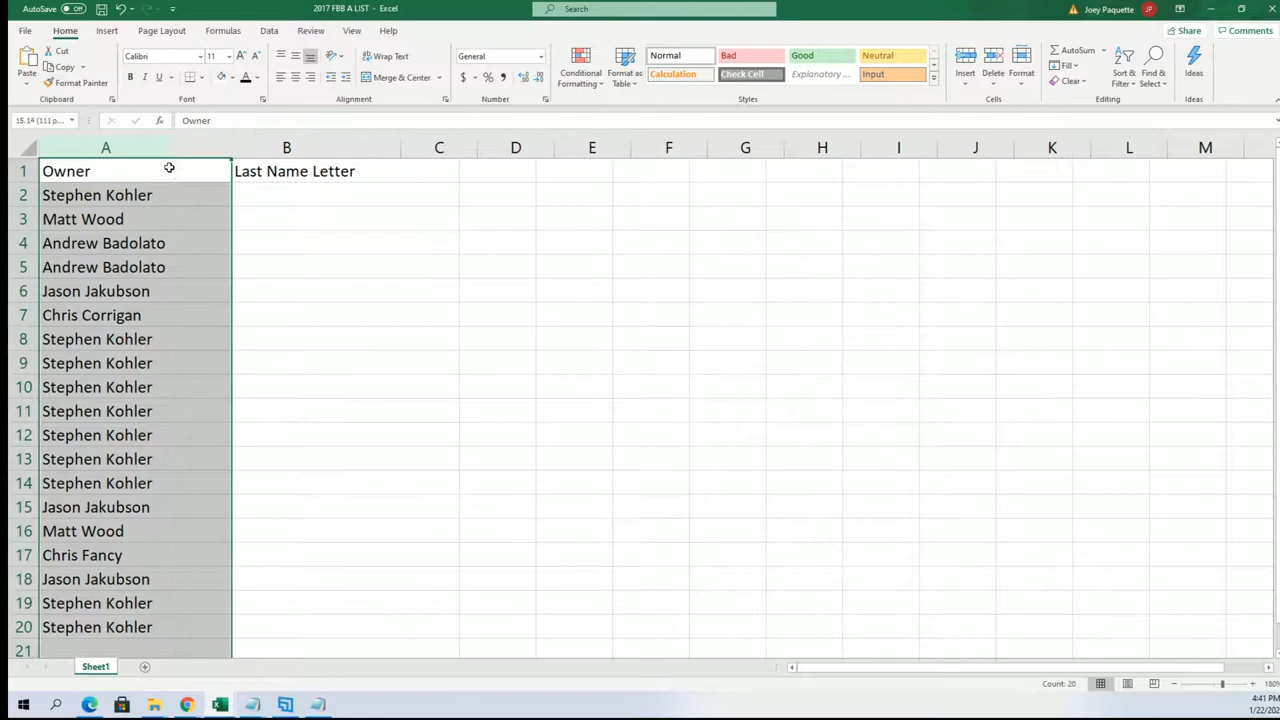 AutoSave Off 2017 FBB A LIST - Excel Search Joey Paquette JP
File Home Insert Page Layout Formulas Data Review View Help Share Comments
Paste Cut Copy Format Painter Clipboard
Calibri 11 B I U A Font
Wrap Text Merge & Center Alignment
General $ % Number
Conditional Formatting Format as Table
Normal Bad Good Neutral
Calculation Check Cell Explanatory ... Input
Styles
Insert Delete Format Cells
AutoSum Fill Clear Sort & Filter Find & Select Editing
Ideas Ideas
15.14 (111 p... fx Owner
A B C D E F G H I J K L M
1 Owner Last Name Letter
2 Stephen Kohler
3 Matt Wood
4 Andrew Badolato
5 Andrew Badolato
6 Jason Jakubson
7 Chris Corrigan
8 Stephen Kohler
9 Stephen Kohler
10 Stephen Kohler
11 Stephen Kohler
12 Stephen Kohler
13 Stephen Kohler
14 Stephen Kohler
15 Jason Jakubson
16 Matt Wood
17 Chris Fancy
18 Jason Jakubson
19 Stephen Kohler
20 Stephen Kohler
21
Sheet1
Count: 20 180%
4:41 PM
1/22/202